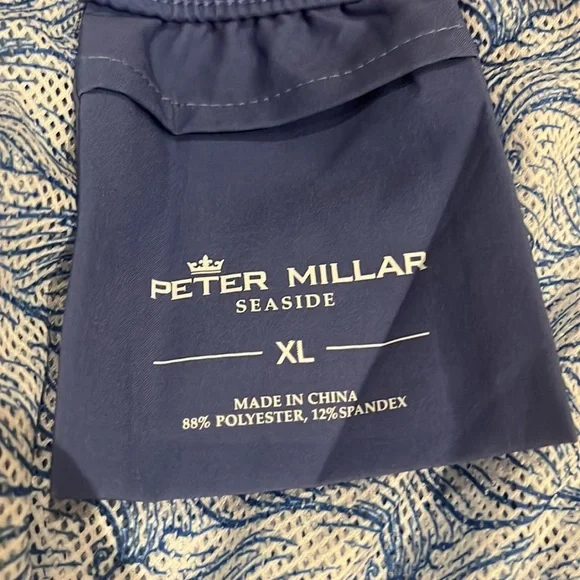 PETER MILLAR
SEASIDE
XL
MADE IN CHINA
88% POLYESTER, 12% SPANDEX